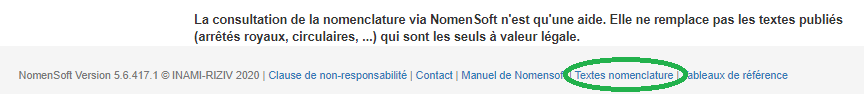 La consultation de la nomenclature via NomenSoft n'est qu'une aide. Elle ne remplace pas les textes publiés
(arrêtés royaux, circulaires, ...) qui sont les seuls à valeur légale.
NomenSoft Version 5.6.417.1 © INAMI-RIZIV 2020 | Clause de non-responsabilité | Contact | Manuel de Nomensoft | Textes nomenclature | Tableaux de référence